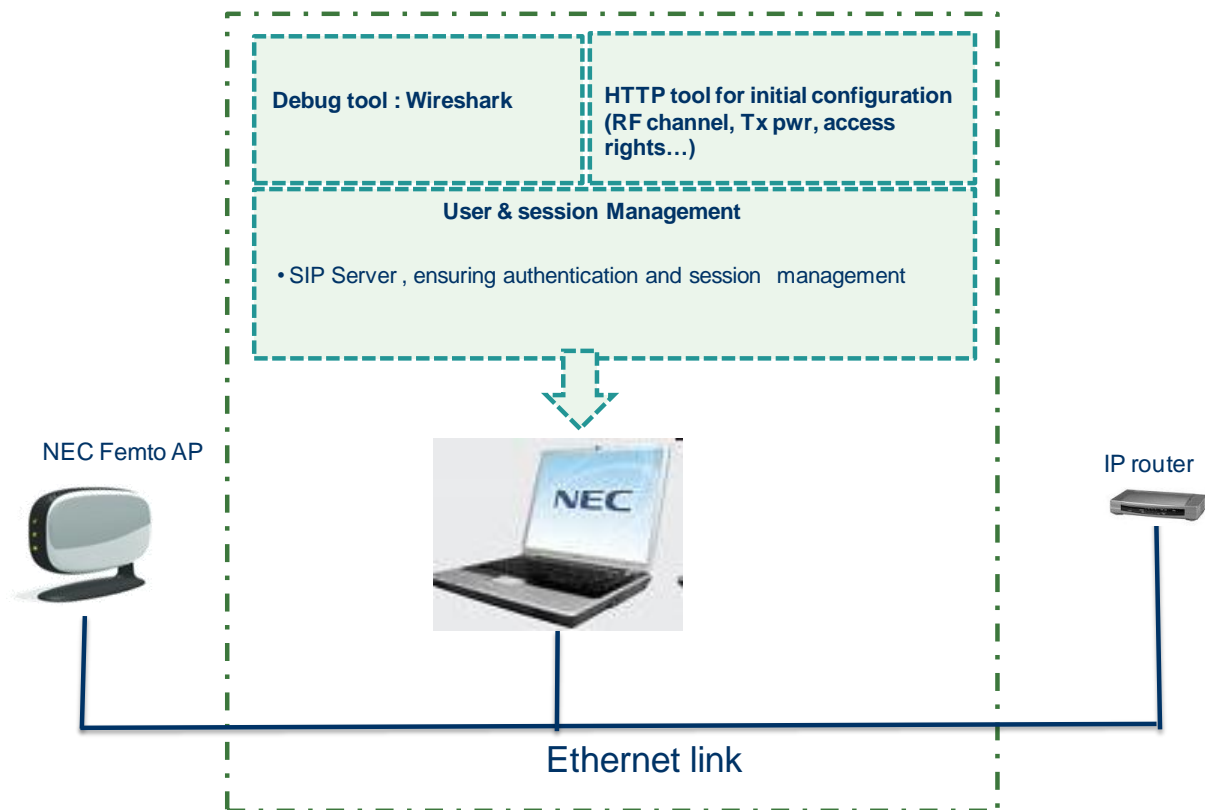 Debug tool : Wireshark
HTTP tool for initial configuration
(RF channel, Tx pwr, access
rights…)
User & session Management
• SIP Server , ensuring authentication and session management
NEC Femto AP
NEC
IP router
Ethernet link